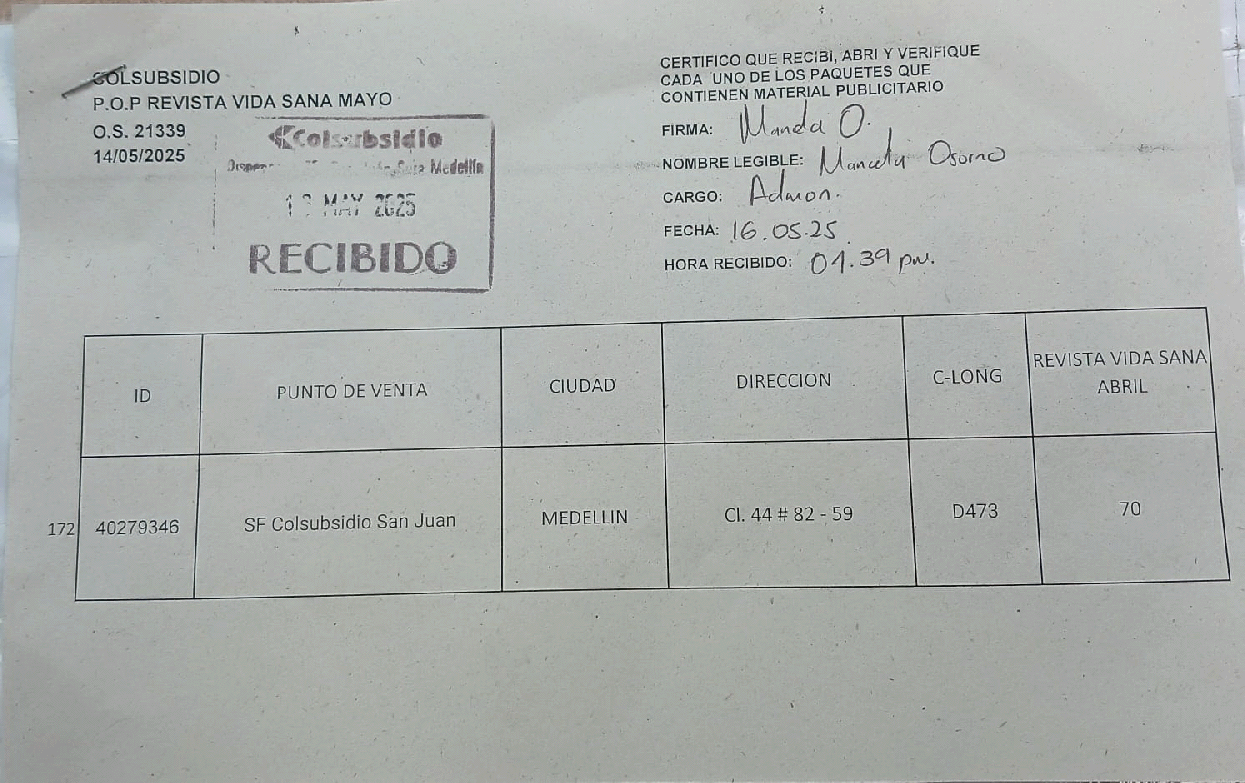 COLSUBSIDIO
P.O.P REVISTA VIDA SANA MAYO
O.S. 21339
14/05/2025
Colsubsidio
Medellin
MAY 2025
RECIBIDO
CERTIFICO QUE RECIBI, ABRI Y VERIFIQUE
CADA UNO DE LOS PAQUETES QUE
CONTIENEN MATERIAL PUBLICITARIO
FIRMA: O.
NOMBRE LEGIBLE: Osorno
CARGO: Admon.
FECHA: 16.05.25
HORA RECIBIDO: 01.39 pm.
ID
PUNTO DE VENTA
CIUDAD
DIRECCION
C-LONG
REVISTA VIDA SANA
ABRIL
172
40279346
SF Colsubsidio San Juan
MEDELLIN
Cl. 44 # 82 - 59
D473
70